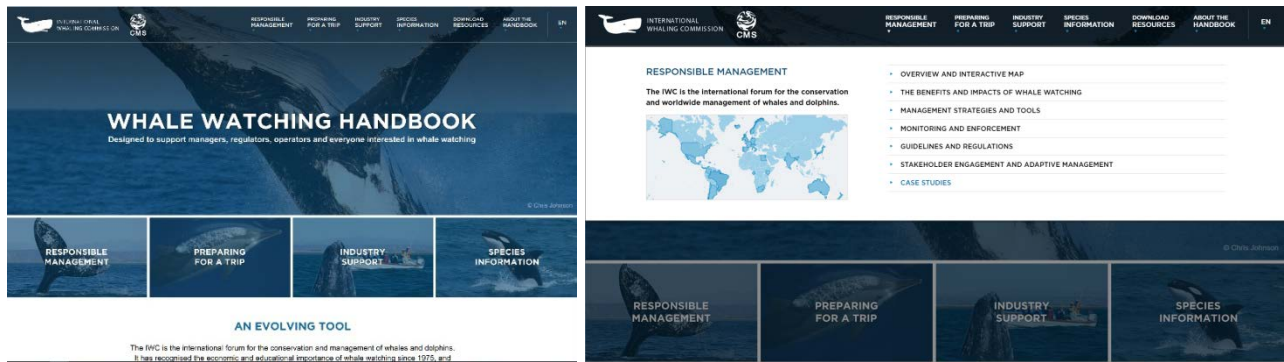 INTERNATIONAL
WHALING COMMISSION
CMS
RESPONSIBLE
MANAGEMENT
PREPARING
FOR A TRIP
INDUSTRY
SUPPORT
SPECIES
INFORMATION
DOWNLOAD
RESOURCES
ABOUT THE
HANDBOOK
EN
WHALE WATCHING HANDBOOK
Designed to support managers, regulators, operators and everyone interested in whale watching
© Chris Johnson
RESPONSIBLE
MANAGEMENT
PREPARING
FOR A TRIP
INDUSTRY
SUPPORT
SPECIES
INFORMATION
AN EVOLVING TOOL
The IWC is the international forum for the conservation and management of whales and dolphins.
It has recognised the economic and educational importance of whale watching since 1975, and
INTERNATIONAL
WHALING COMMISSION
CMS
RESPONSIBLE
MANAGEMENT
PREPARING
FOR A TRIP
INDUSTRY
SUPPORT
SPECIES
INFORMATION
DOWNLOAD
RESOURCES
ABOUT THE
HANDBOOK
EN
RESPONSIBLE MANAGEMENT
The IWC is the international forum for the conservation
and worldwide management of whales and dolphins.
OVERVIEW AND INTERACTIVE MAP
THE BENEFITS AND IMPACTS OF WHALE WATCHING
MANAGEMENT STRATEGIES AND TOOLS
MONITORING AND ENFORCEMENT
GUIDELINES AND REGULATIONS
STAKEHOLDER ENGAGEMENT AND ADAPTIVE MANAGEMENT
CASE STUDIES
© Chris Johnson
RESPONSIBLE
MANAGEMENT
PREPARING
FOR A TRIP
INDUSTRY
SUPPORT
SPECIES
INFORMATION